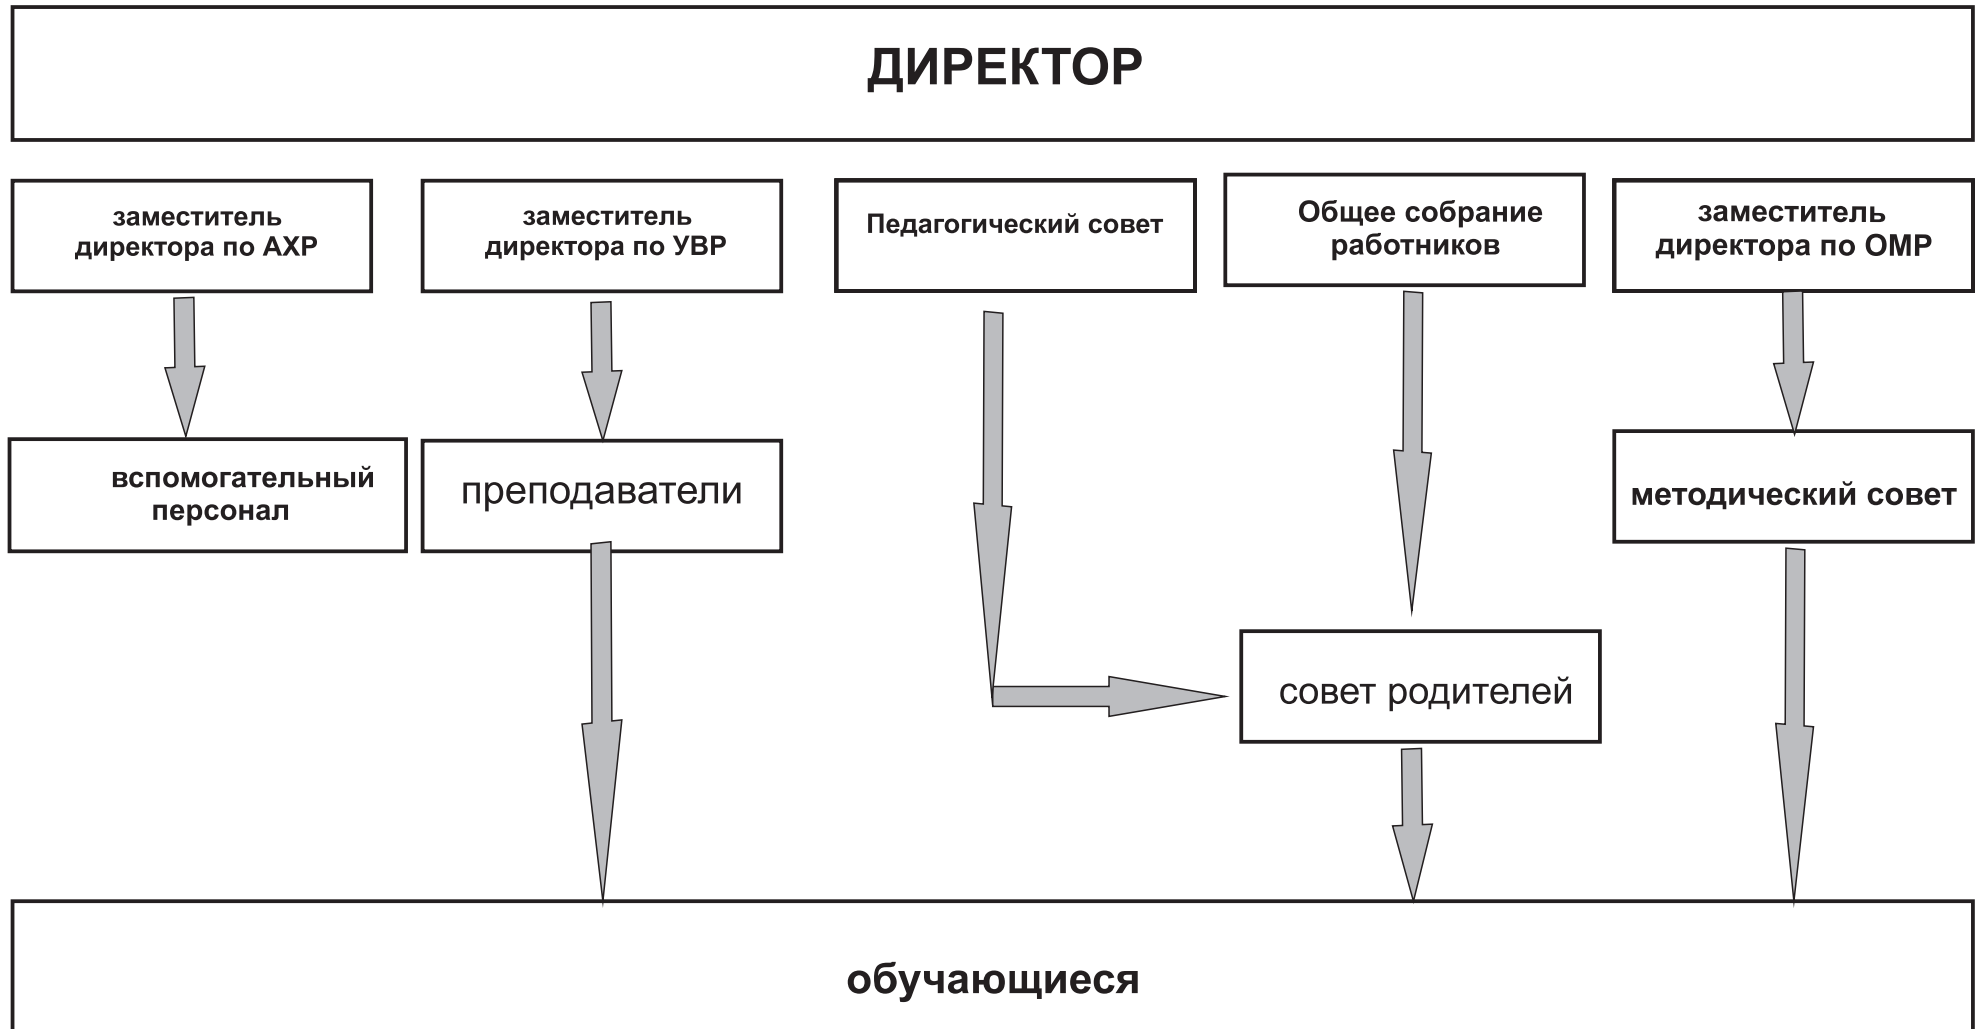 ДИРЕКТОР
заместитель
директора по АХР
заместитель
директора по УВР
Педагогический совет
Общее собрание
работников
заместитель
директора по ОМР
вспомогательный
персонал
преподаватели
методический совет
совет родителей
обучающиеся